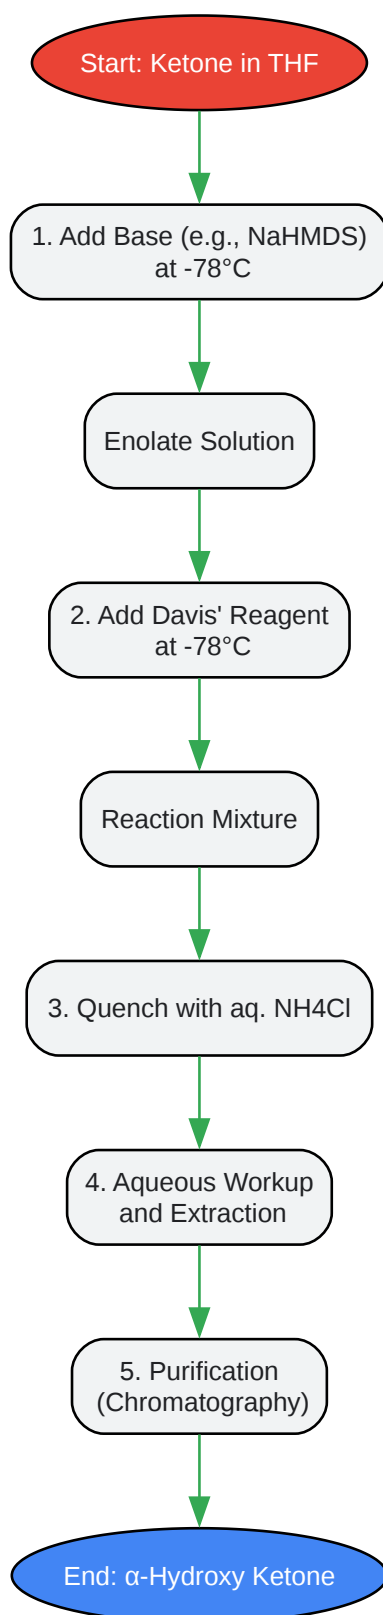 Start: Ketone in THF
1. Add Base (e.g., NaHMDS)
at -78°C
Enolate Solution
2. Add Davis' Reagent
at -78°C
Reaction Mixture
3. Quench with aq. NH4Cl
4. Aqueous Workup
and Extraction
5. Purification
(Chromatography)
End: α-Hydroxy Ketone